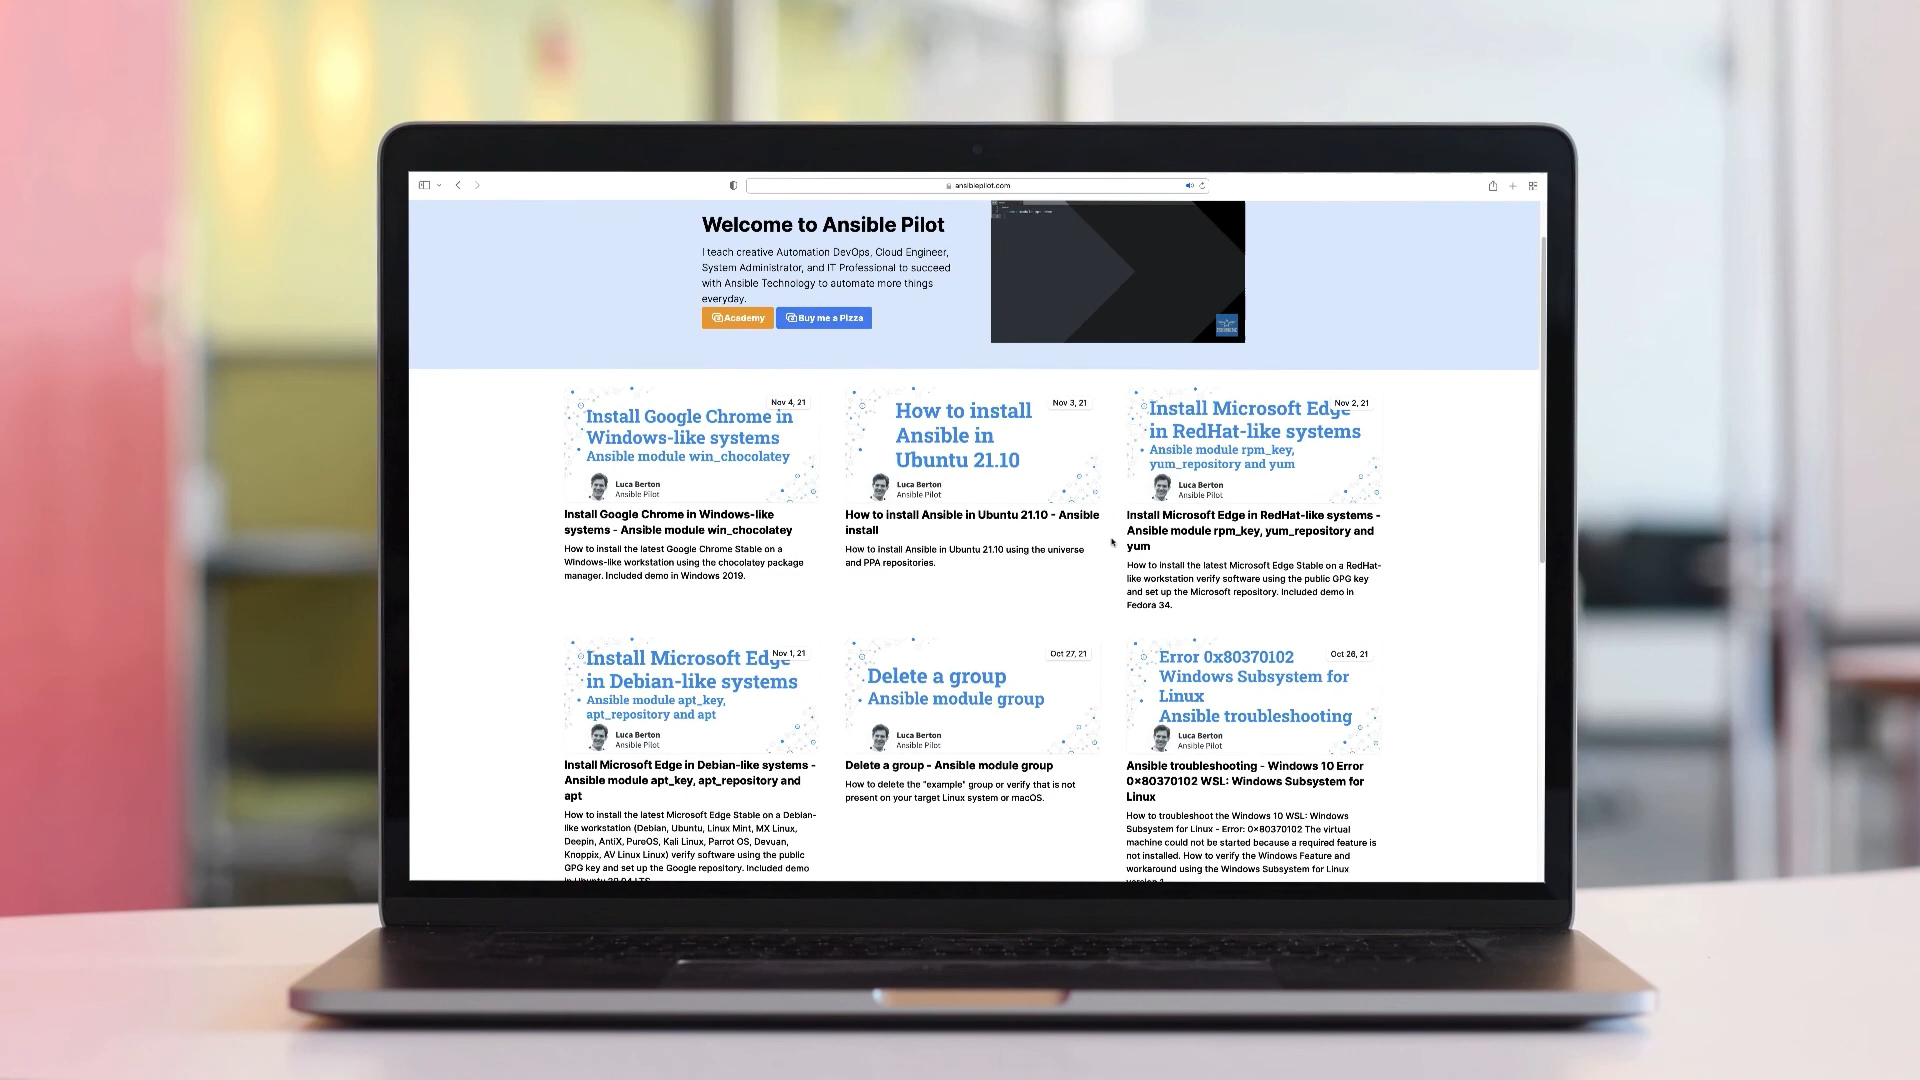 ansiblepilot.com
Welcome to Ansible Pilot
I teach creative Automation DevOps, Cloud Engineer,
System Administrator, and IT Professional to succeed
with Ansible Technology to automate more things
everyday.
Academy
Buy me a Pizza
Nov 4, 21
Install Google Chrome in
Windows-like systems
Ansible module win_chocolatey
Luca Berton
Ansible Pilot
Install Google Chrome in Windows-like
systems - Ansible module win_chocolatey
How to install the latest Google Chrome Stable on a
Windows-like workstation using the chocolatey package
manager. Included demo in Windows 2019.
Nov 3, 21
How to install
Ansible in
Ubuntu 21.10
Luca Berton
Ansible Pilot
How to install Ansible in Ubuntu 21.10 - Ansible
install
How to install Ansible in Ubuntu 21.10 using the universe
and PPA repositories.
Nov 2, 21
Install Microsoft Edge
in RedHat-like systems
Ansible module rpm_key,
yum_repository and yum
Luca Berton
Ansible Pilot
Install Microsoft Edge in RedHat-like systems -
Ansible module rpm_key, yum_repository and
yum
How to install the latest Microsoft Edge Stable on a RedHat-
like workstation verify software using the public GPG key
and set up the Microsoft repository. Included demo in
Fedora 34.
Nov 1, 21
Install Microsoft Edge
in Debian-like systems
Ansible module apt_key,
apt_repository and apt
Luca Berton
Ansible Pilot
Install Microsoft Edge in Debian-like systems -
Ansible module apt_key, apt_repository and
apt
How to install the latest Microsoft Edge Stable on a Debian-
like workstation (Debian, Ubuntu, Linux Mint, MX Linux,
Deepin, AntiX, PureOS, Kali Linux, Parrot OS, Devuan,
Knoppix, AV Linux Linux) verify software using the public
GPG key and set up the Google repository. Included demo
Oct 27, 21
Delete a group
Ansible module group
Luca Berton
Ansible Pilot
Delete a group - Ansible module group
How to delete the "example" group or verify that is not
present on your target Linux system or macOS.
Oct 26, 21
Error 0x80370102
Windows Subsystem for
Linux
Ansible troubleshooting
Luca Berton
Ansible Pilot
Ansible troubleshooting - Windows 10 Error
0x80370102 WSL: Windows Subsystem for
Linux
How to troubleshoot the Windows 10 WSL: Windows
Subsystem for Linux - Error: 0x80370102 The virtual
machine could not be started because a required feature is
not installed. How to verify the Windows Feature and
workaround using the Windows Subsystem for Linux